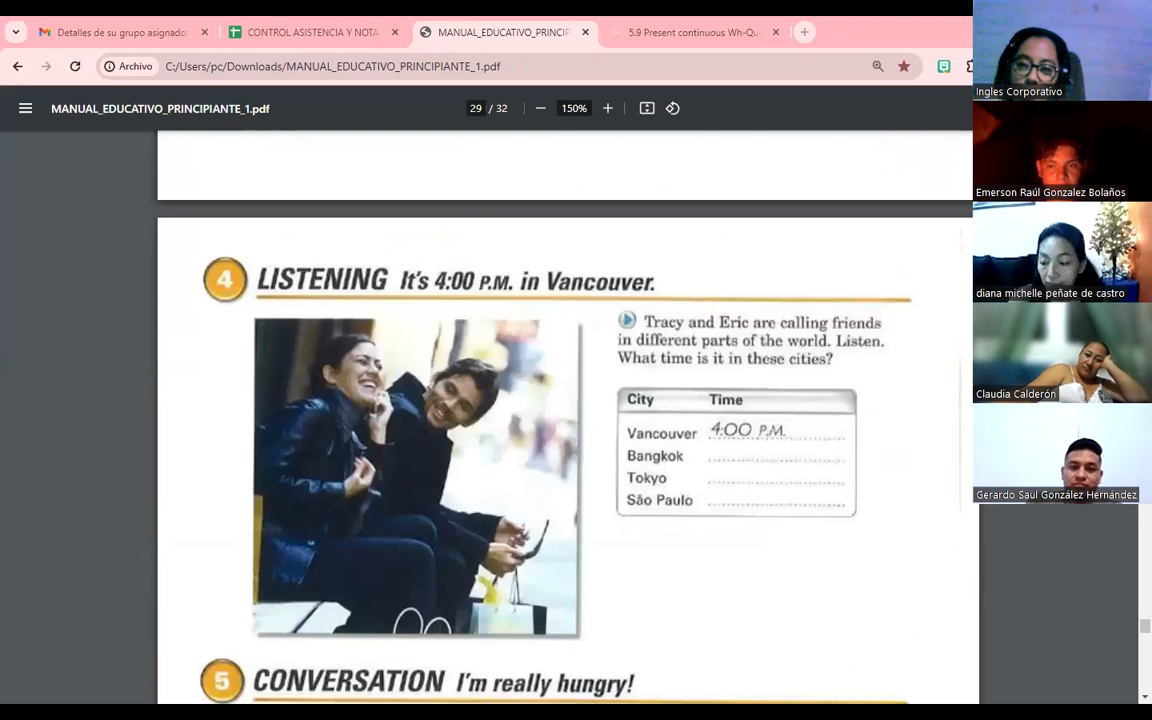 Detalles de su grupo asignado
CONTROL ASISTENCIA Y NOTA
MANUAL_EDUCATIVO_PRINCIP
5.9 Present continuous Wh-Qu
Archivo
C:/Users/pc/Downloads/MANUAL_EDUCATIVO_PRINCIPIANTE_1.pdf
MANUAL_EDUCATIVO_PRINCIPIANTE_1.pdf
29 / 32
150%
4 LISTENING It's 4:00 P.M. in Vancouver.
Tracy and Eric are calling friends
in different parts of the world. Listen.
What time is it in these cities?
City Time
Vancouver 4:00 P.M.
Bangkok
Tokyo
São Paulo
5 CONVERSATION I'm really hungry!
Ingles Corporativo
Emerson Raúl Gonzalez Bolaños
diana michelle peñate de castro
Claudia Calderón
Gerardo Saul González Hernández